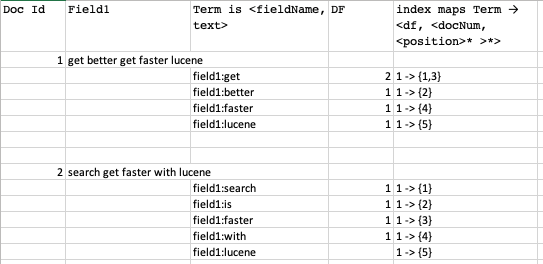 Doc Id Field1 Term is <fieldName, text> DF index maps Term → <df, <docNum, <position>* >*>
1 get better get faster lucene
field1:get 2 1 -> {1,3}
field1:better 1 1 -> {2}
field1:faster 1 1 -> {4}
field1:lucene 1 1 -> {5}
2 search get faster with lucene
field1:search 1 1 -> {1}
field1:is 1 1 -> {2}
field1:faster 1 1 -> {3}
field1:with 1 1 -> {4}
field1:lucene 1 -> {5}